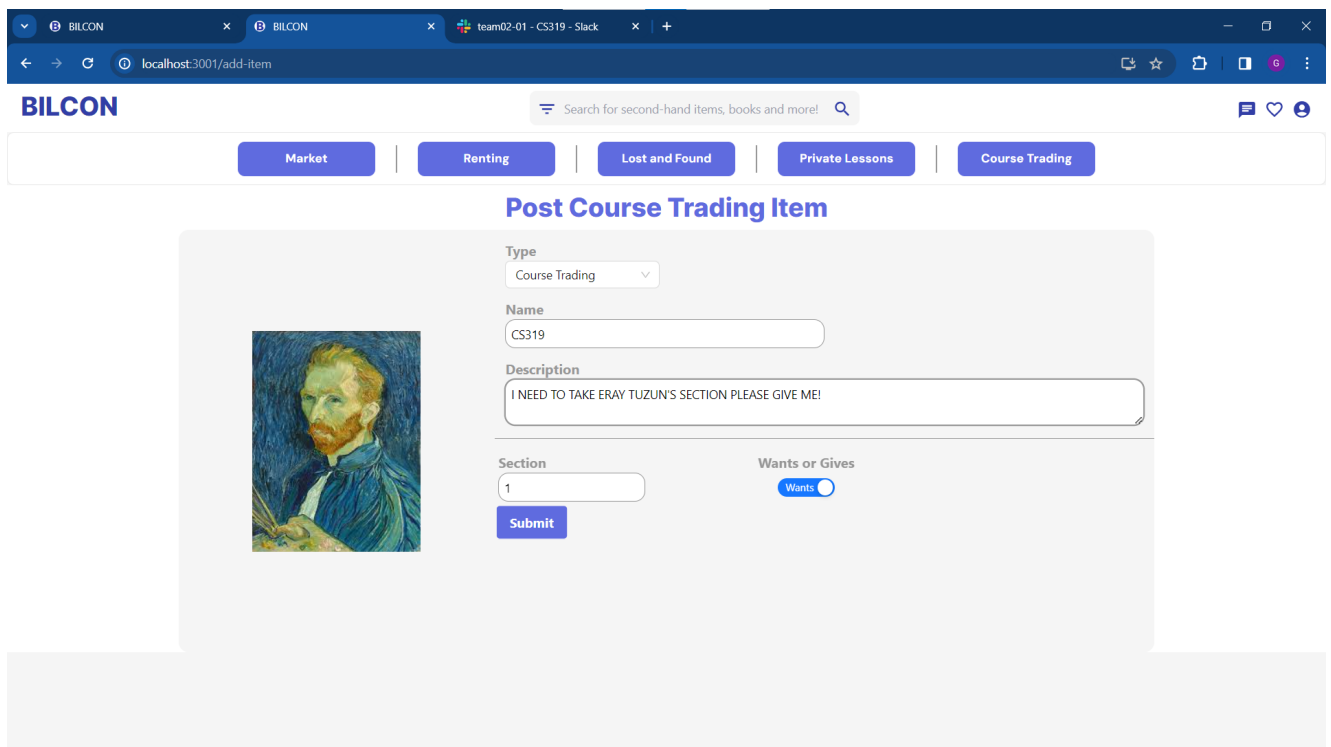 BILCON
BILCON
team02-01 - CS319 - Slack
localhost:3001/add-item
G
BILCON
Search for second-hand items, books and more!
Market
Renting
Lost and Found
Private Lessons
Course Trading
Post Course Trading Item
Type
Course Trading
Name
CS319
Description
I NEED TO TAKE ERAY TUZUN'S SECTION PLEASE GIVE ME!
Section
Wants or Gives
1
Wants
Submit